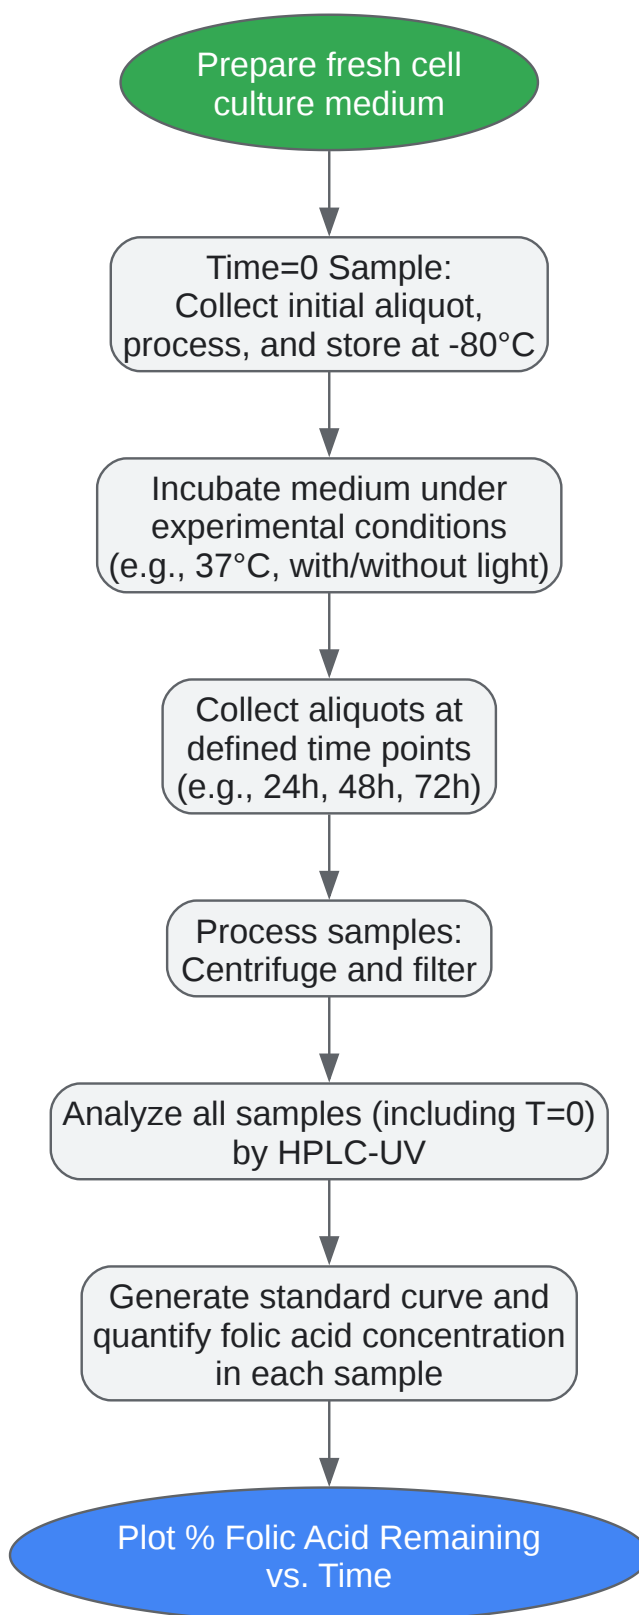 Prepare fresh cell
culture medium
Time=0 Sample:
Collect initial aliquot,
process, and store at -80°C
Incubate medium under
experimental conditions
(e.g., 37°C, with/without light)
Collect aliquots at
defined time points
(e.g., 24h, 48h, 72h)
Process samples:
Centrifuge and filter
Analyze all samples (including T=0)
by HPLC-UV
Generate standard curve and
quantify folic acid concentration
in each sample
Plot % Folic Acid Remaining
vs. Time